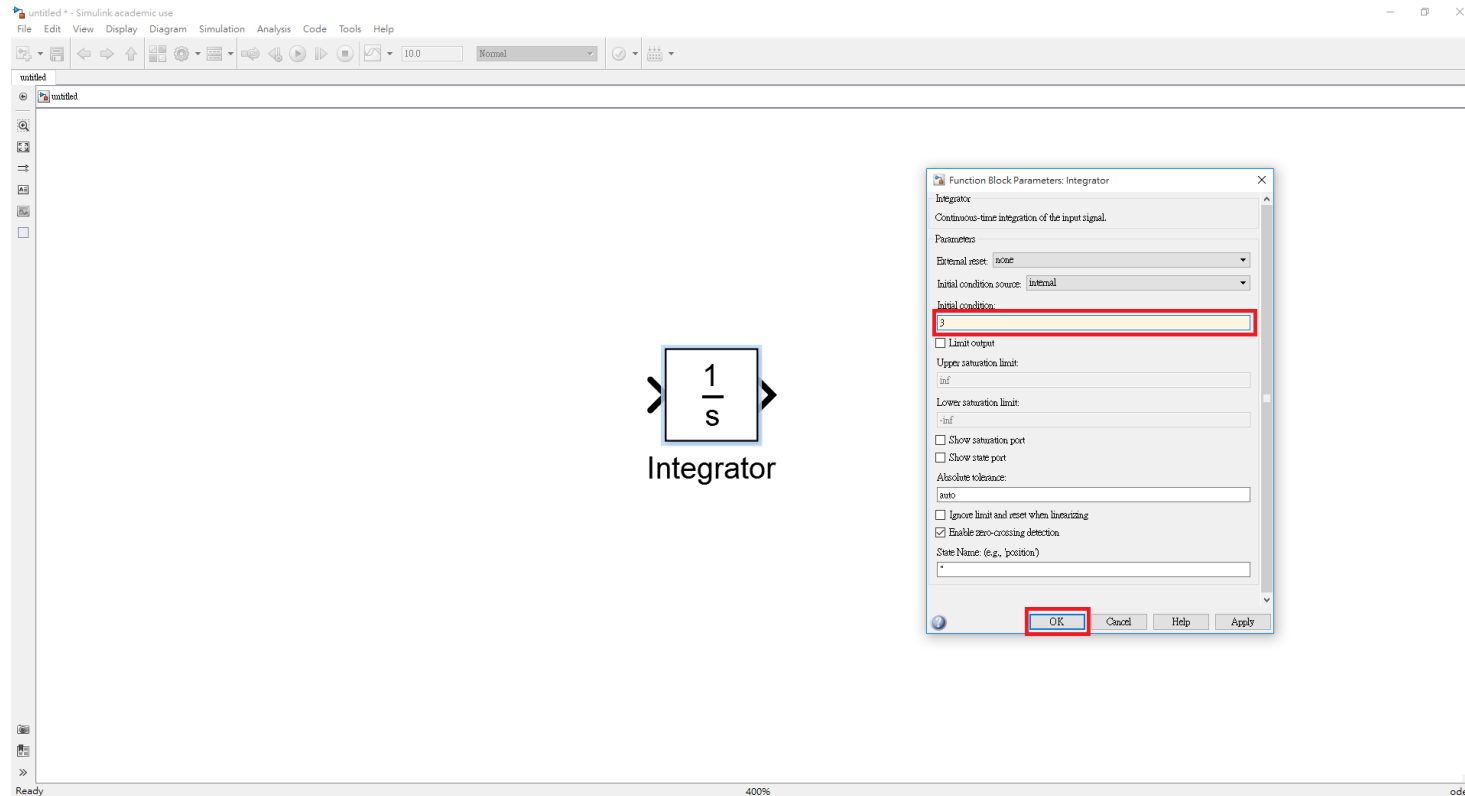 untitled * - Simulink academic use
File Edit View Display Diagram Simulation Analysis Code Tools Help
10.0 Normal
untitled
untitled
Function Block Parameters: Integrator
Integrator
Continuous-time integration of the input signal.
Parameters
External reset: none
Initial condition source: internal
Initial condition:
3
Limit output
Upper saturation limit:
inf
Lower saturation limit:
-inf
Show saturation port
Show state port
Absolute tolerance:
auto
Ignore limit and reset when linearizing
Enable zero-crossing detection
State Name: (e.g., 'position')
''
OK Cancel Help Apply
1
s
Integrator
Ready 400% ode